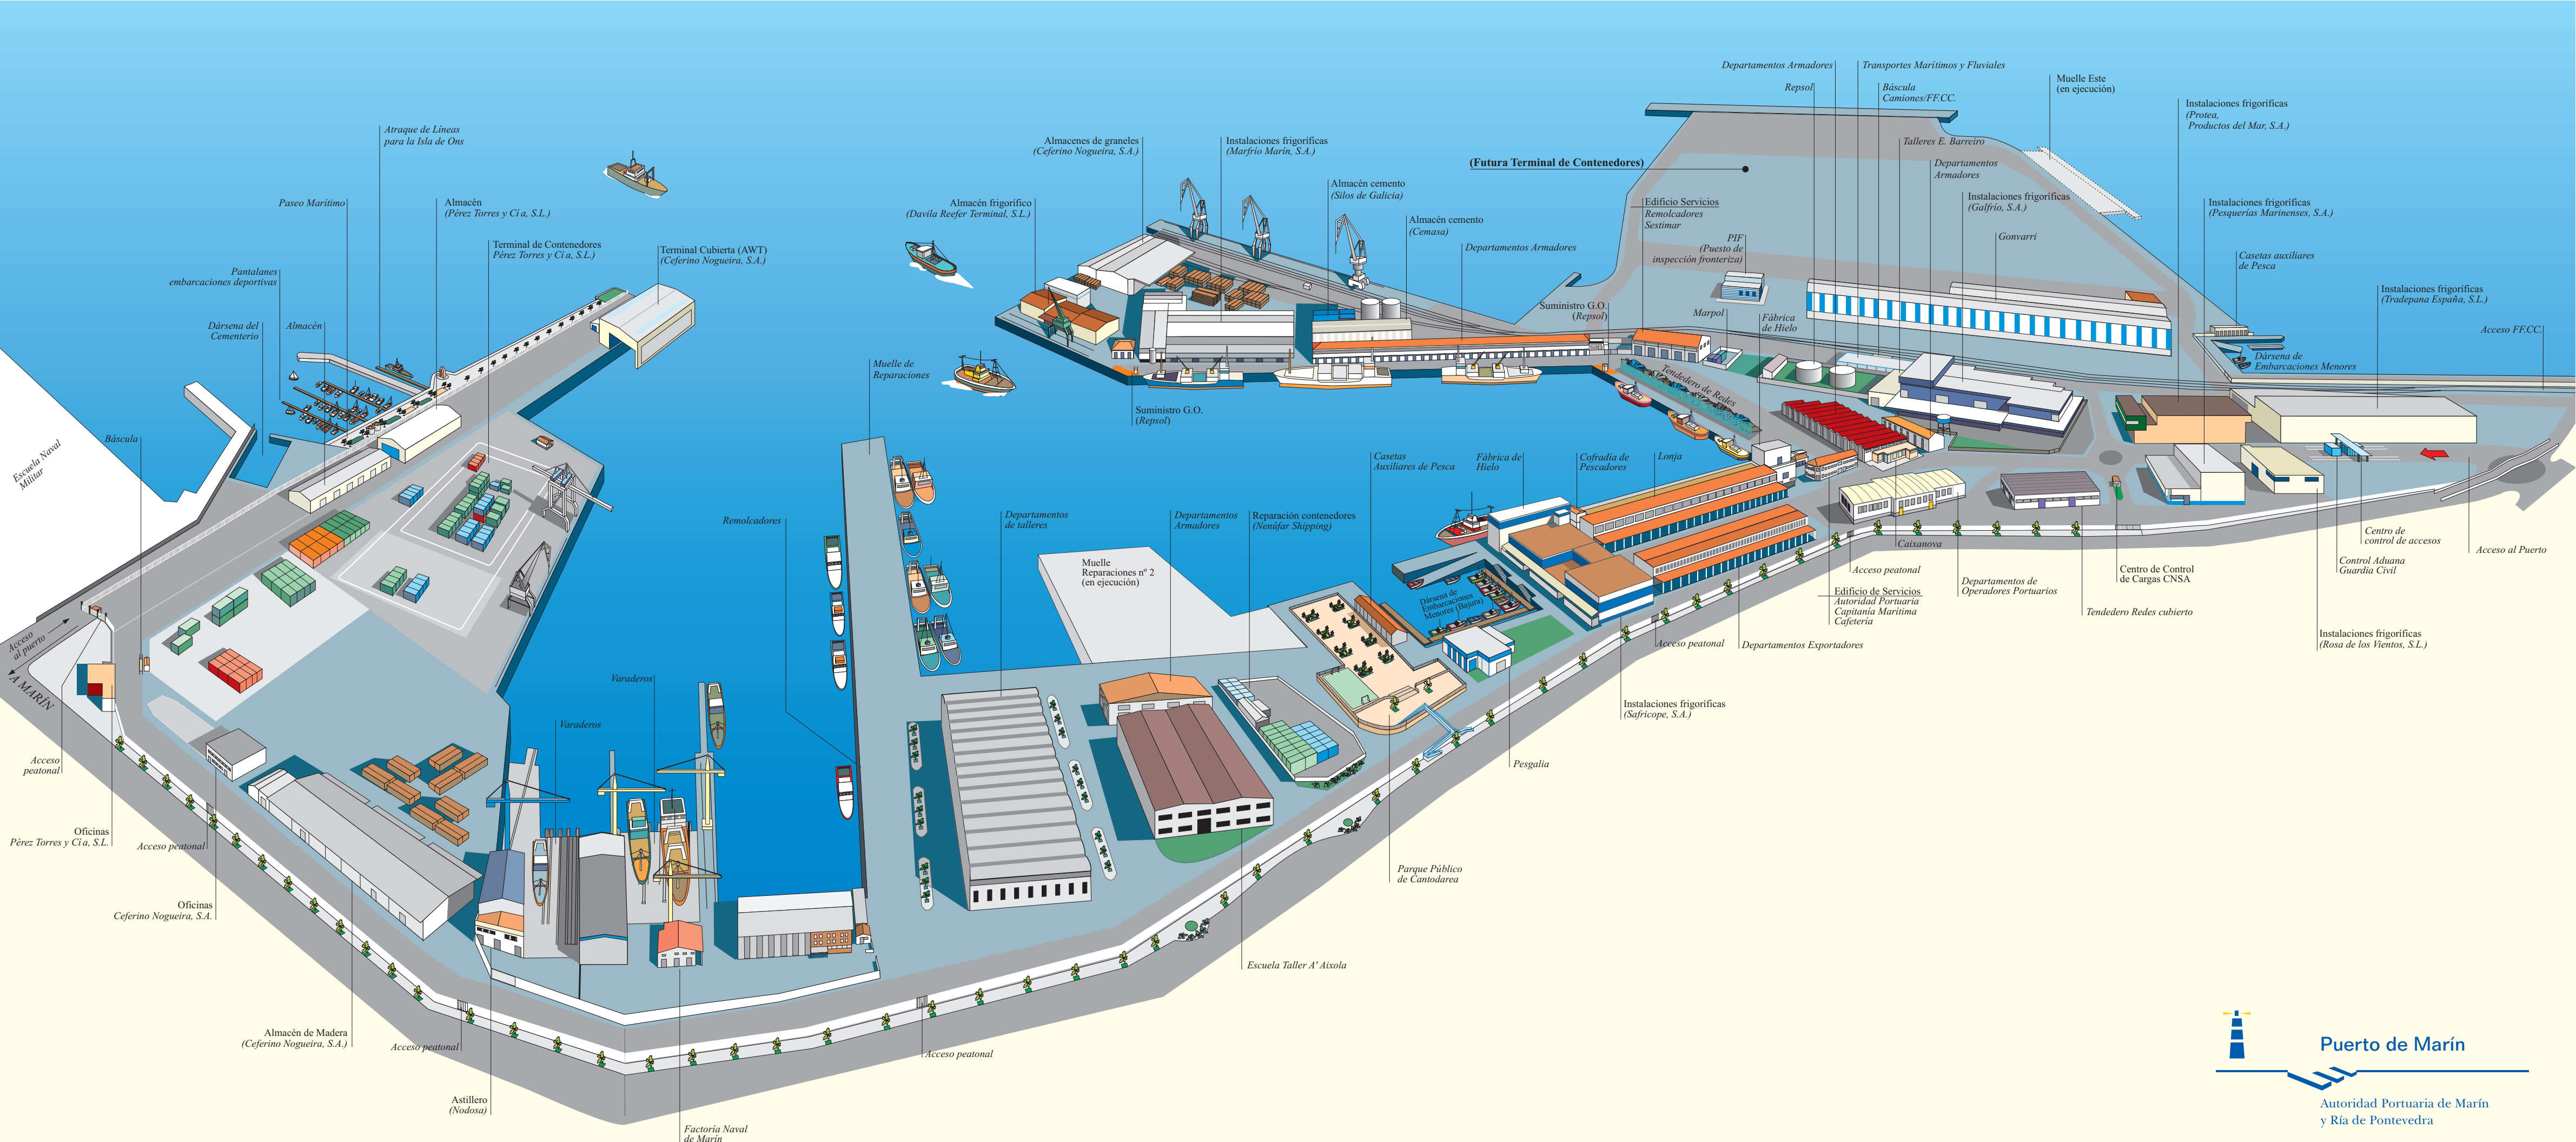 Departamentos Armadores
Transportes Marítimos y Fluviales
Repsol
Báscula
Camiones/FF.CC.
Muelle Este
(en ejecución)
Instalaciones frigoríficas
(Protea,
Productos del Mar, S.A.)
Atraque de Líneas
para la Isla de Ons
Almacenes de graneles
(Ceferino Nogueira, S.A.)
Instalaciones frigoríficas
(Marfrío Marín, S.A.)
(Futura Terminal de Contenedores)
Talleres E. Barreiro
Departamentos
Armadores
Paseo Marítimo
Almacén
(Pérez Torres y Cía, S.L.)
Almacén frigorífico
(Davila Reefer Terminal, S.L.)
Almacén cemento
(Silos de Galicia)
Almacén cemento
(Cemasa)
Edificio Servicios
Remolcadores
Sestimar
Instalaciones frigoríficas
(Galfrío, S.A.)
Instalaciones frigoríficas
(Pesquerías Marinenses, S.A.)
Terminal de Contenedores
Pérez Torres y Cía, S.L.)
Terminal Cubierta (AWT)
(Ceferino Nogueira, S.A.)
Departamentos Armadores
PIF
(Puesto de
inspección fronteriza)
Gonvarri
Casetas auxiliares
de Pesca
Pantalanes
embarcaciones deportivas
Instalaciones frigoríficas
(Tradepana España, S.L.)
Dársena del
Cementerio
Almacén
Suministro G.O.
(Repsol)
Marpol
Fábrica
de Hielo
Acceso FF.CC.
Muelle de
Reparaciones
Dársena de
Embarcaciones Menores
Tendedero de Redes
Suministro G.O.
(Repsol)
Escuela Naval
Militar
Báscula
Casetas
Auxiliares de Pesca
Fábrica de
Hielo
Cofradía de
Pescadores
Lonja
Remolcadores
Departamentos
de talleres
Departamentos
Armadores
Reparación contenedores
(Nenúfar Shipping)
Centro de
control de accesos
Acceso al Puerto
Caixanova
Muelle
Reparaciones nº 2
(en ejecución)
Acceso peatonal
Centro de Control
de Cargas CNSA
Control Aduana
Guardia Civil
Dársena de
Embarcaciones
Menores (Bajura)
Edificio de Servicios
Autoridad Portuaria
Capitanía Marítima
Cafetería
Departamentos de
Operadores Portuarios
Tendedero Redes cubierto
Acceso
al puerto
A MARÍN
Acceso peatonal
Departamentos Exportadores
Instalaciones frigoríficas
(Rosa de los Vientos, S.L.)
Varaderos
Varaderos
Instalaciones frigoríficas
(Safricope, S.A.)
Acceso
peatonal
Pesgalia
Oficinas
Pérez Torres y Cía, S.L.
Acceso peatonal
Parque Público
de Cantodarea
Oficinas
Ceferino Nogueira, S.A.
Escuela Taller A' Aixola
Almacén de Madera
(Ceferino Nogueira, S.A.)
Acceso peatonal
Acceso peatonal
Astillero
(Nodosa)
Factoría Naval
de Marín
Puerto de Marín
Autoridad Portuaria de Marín
y Ría de Pontevedra